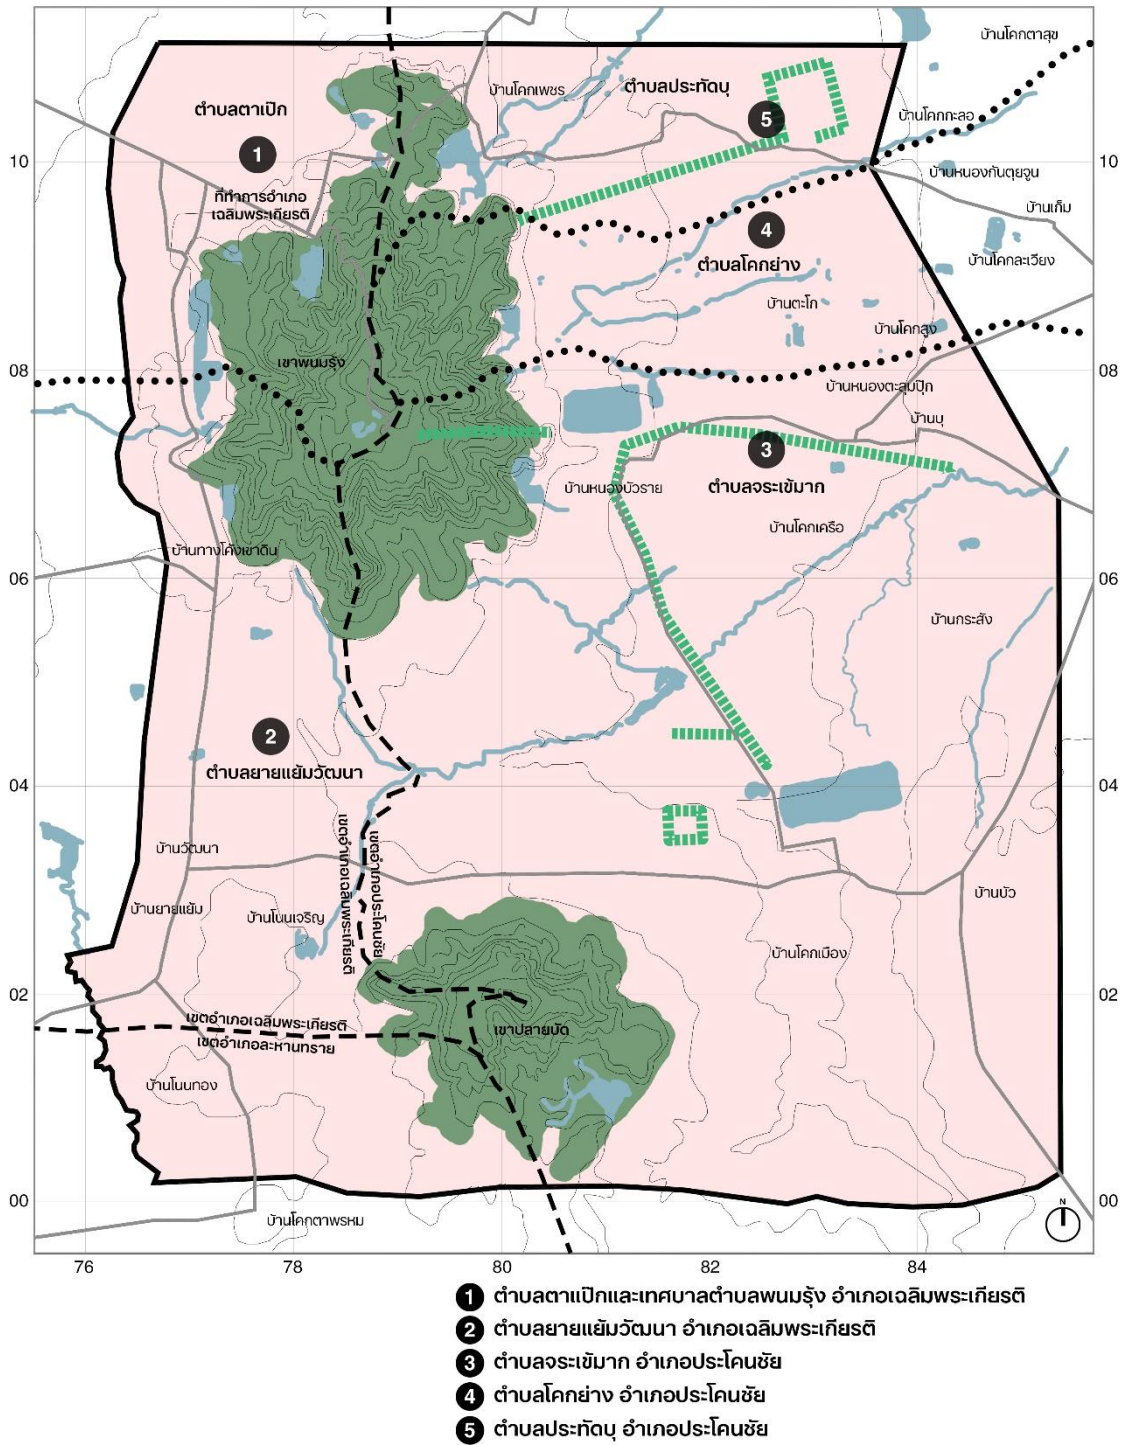 บ้านโคกตาสุข
บ้านโคกเพชร
ตำบลประทัดบุ
ตำบลตาเป๊ก
5
บ้านโคกกะลอ
1
10
10
บ้านหนองกันตุยจูน
ที่ทำการอำเภอ
เฉลิมพระเกียรติ
บ้านเก็ม
4
ตำบลโคกย่าง
บ้านโคกละเวียง
บ้านตะโก
บ้านโคกสูง
เขาพนมรุ้ง
08
08
บ้านหนองตะลุมปุ๊ก
บ้านบุ
3
ตำบลจรเข้มาก
บ้านหนองบัวราย
บ้านโคกเครือ
บ้านทางโค้งเขาดิน
06
06
บ้านกระสัง
2
ตำบลยายแย้มวัฒนา
04
04
เขตอำเภอเฉลิมพระเกียรติ
เขตอำเภอประโคนชัย
บ้านวัฒนา
บ้านบัว
บ้านยายแย้ม
บ้านโนนเจริญ
บ้านโคกเมือง
02
02
เขตอำเภอเฉลิมพระเกียรติ
เขตอำเภอละหานทราย
เขาปลายบัด
บ้านโนนทอง
00
00
N
บ้านโคกตาพรหม
76
78
80
82
84
1 ตำบลตาแป๊กและเทศบาลตำบลพนมรุ้ง อำเภอเฉลิมพระเกียรติ
2 ตำบลยายแย้มวัฒนา อำเภอเฉลิมพระเกียรติ
3 ตำบลจระเข้มาก อำเภอประโคนชัย
4 ตำบลโคกย่าง อำเภอประโคนชัย
5 ตำบลประทัดบุ อำเภอประโคนชัย